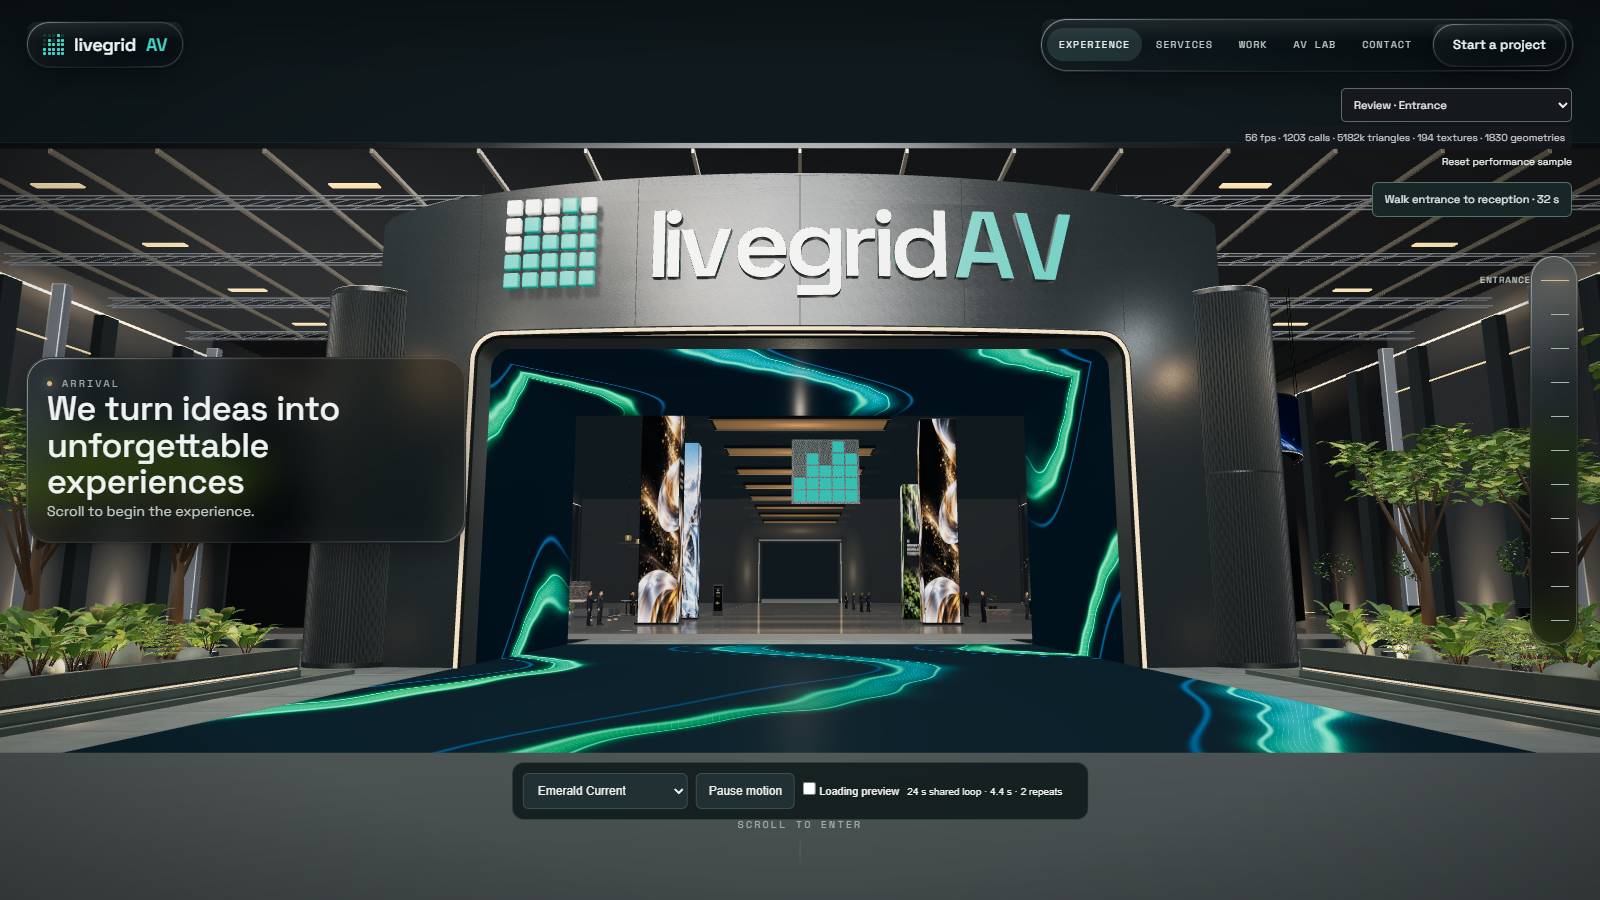 livegrid AV
EXPERIENCE SERVICES WORK AV LAB CONTACT Start a project
Review · Entrance
56 fps · 1203 calls · 5182k triangles · 194 textures · 1830 geometries
Reset performance sample
Walk entrance to reception · 32 s
livegridAV
ENTRANCE
ARRIVAL
We turn ideas into
unforgettable
experiences
Scroll to begin the experience.
Emerald Current Pause motion Loading preview 24 s shared loop · 4.4 s · 2 repeats
SCROLL TO ENTER